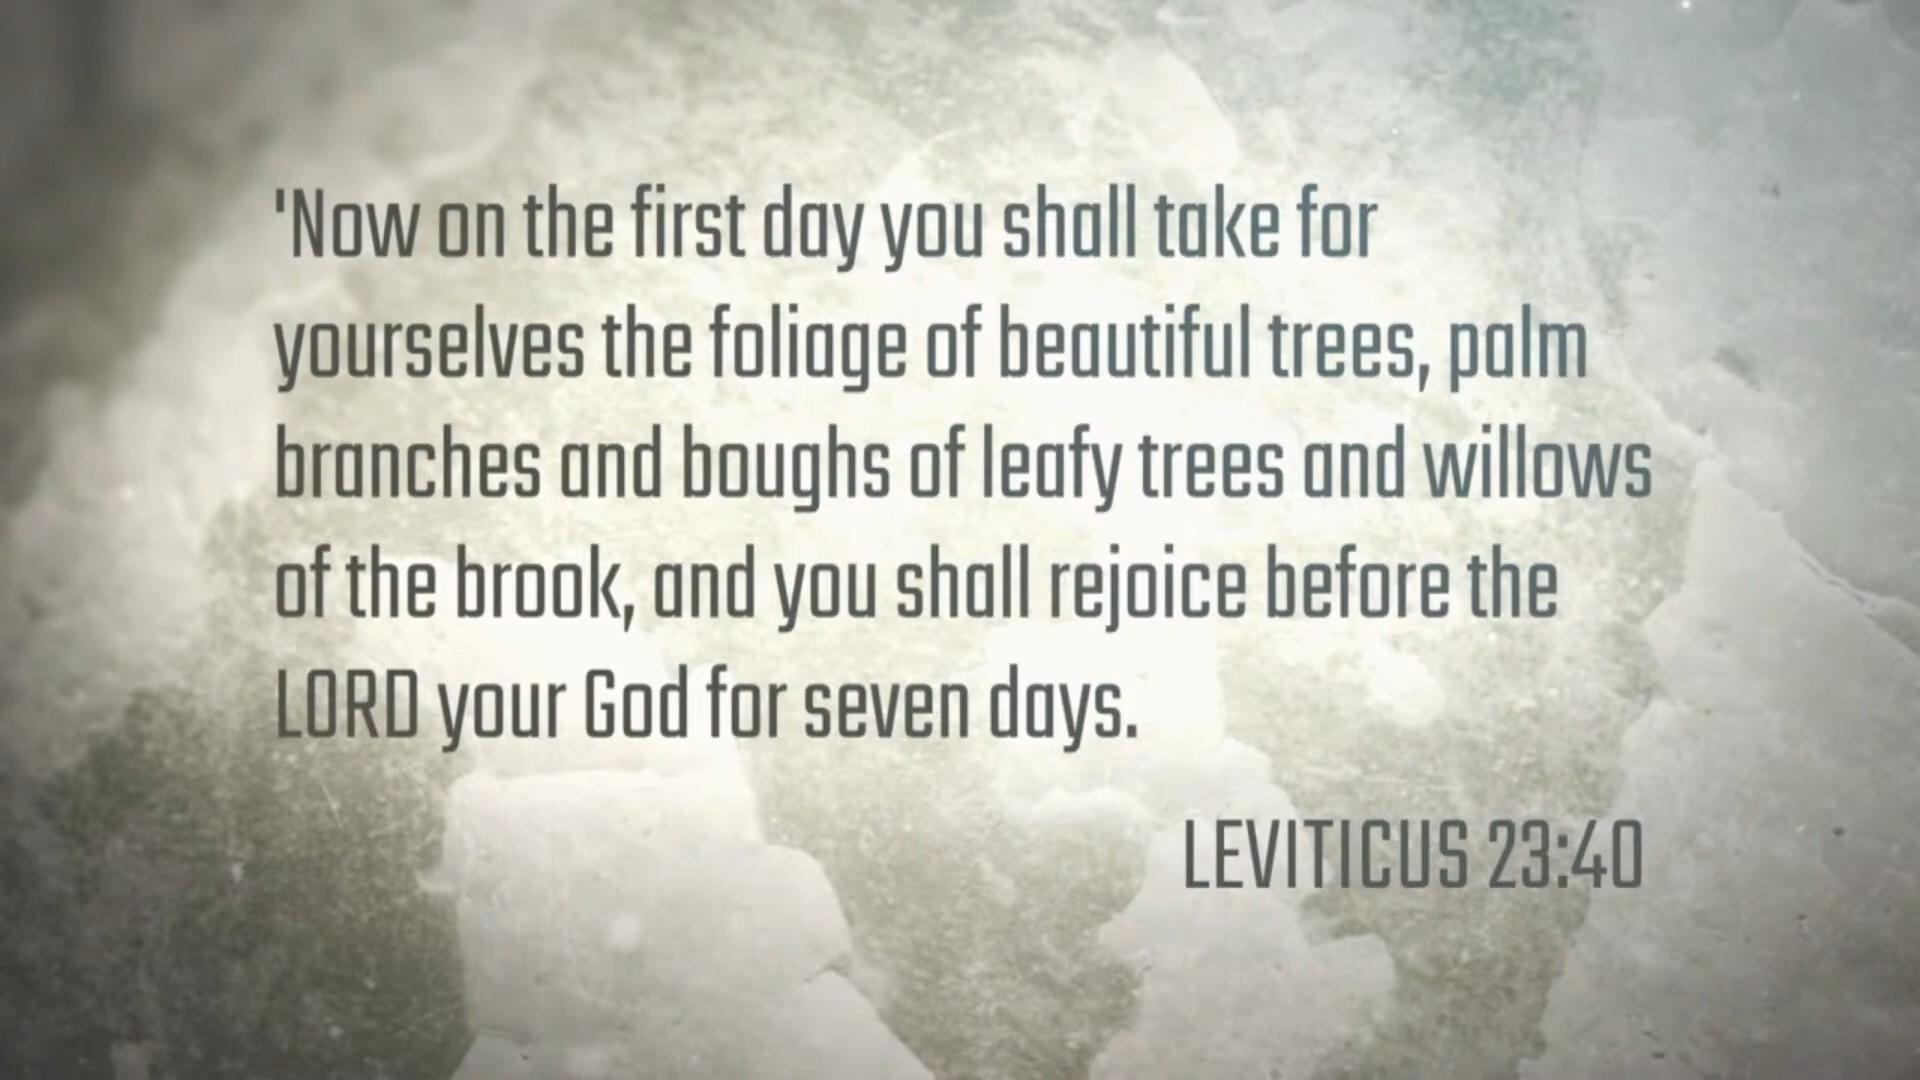 'Now on the first day you shall take for
yourselves the foliage of beautiful trees, palm
branches and boughs of leafy trees and willows
of the brook, and you shall rejoice before the
LORD your God for seven days.
LEVITICUS 23:40